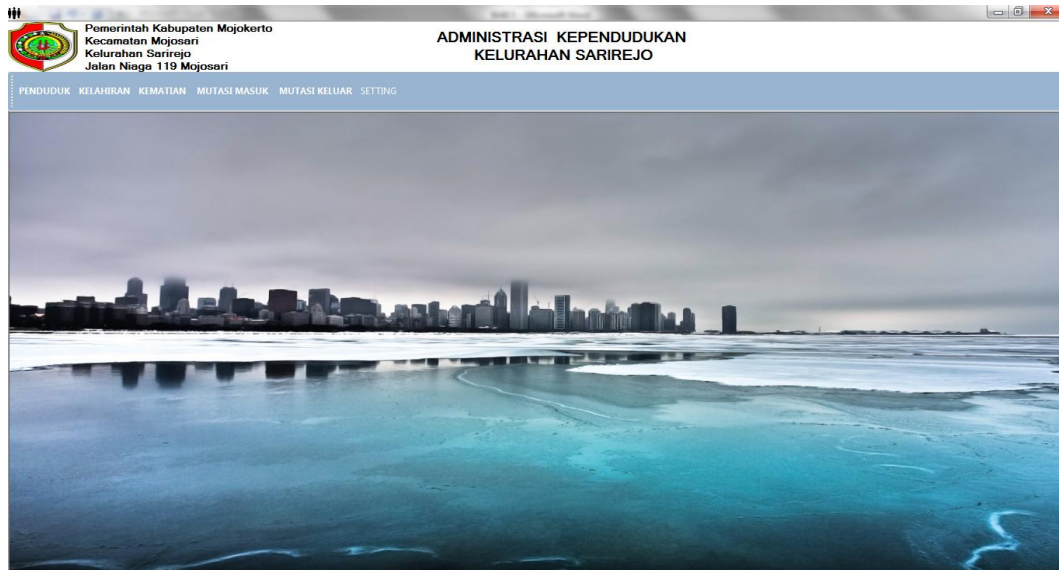 Pemerintah Kabupaten Mojokerto
Kecamatan Mojosari
Kelurahan Sarirejo
Jalan Niaga 119 Mojosari
ADMINISTRASI KEPENDUDUKAN
KELURAHAN SARIREJO
PENDUDUK KELAHIRAN KEMATIAN MUTASI MASUK MUTASI KELUAR SETTING